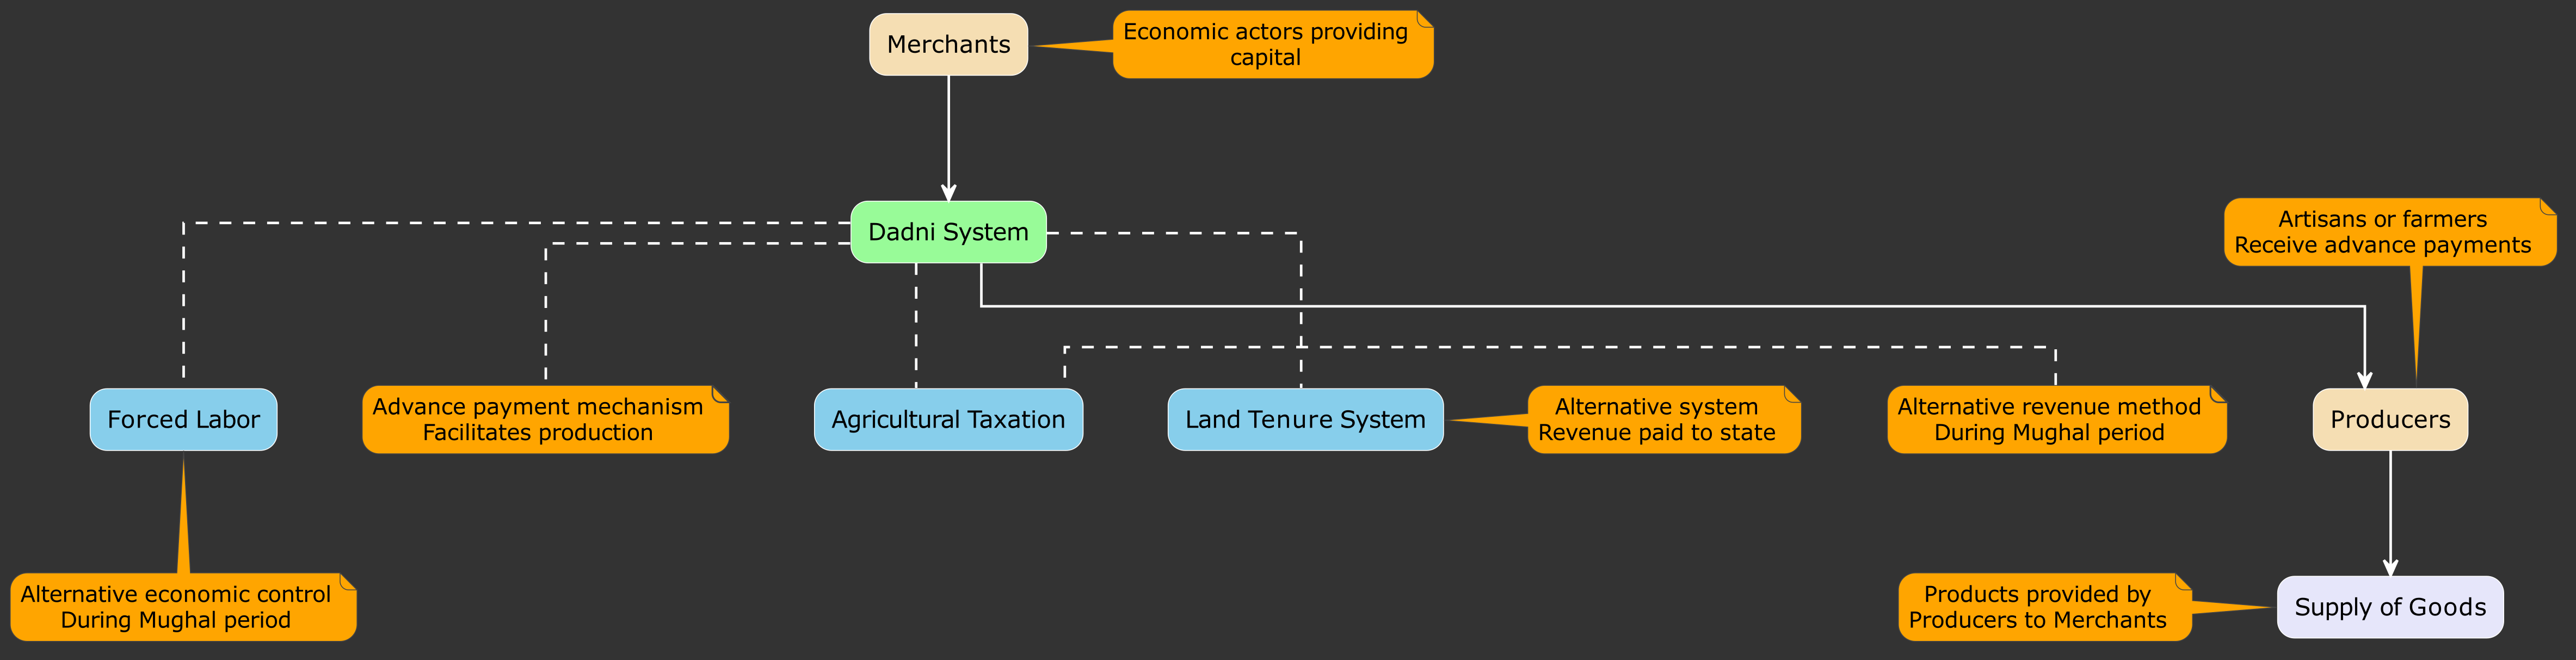 Merchants
Economic actors providing
capital
Dadni System
Artisans or farmers
Receive advance payments
Forced Labor
Advance payment mechanism
Facilitates production
Agricultural Taxation
Land Tenure System
Alternative system
Revenue paid to state
Alternative revenue method
During Mughal period
Producers
Alternative economic control
During Mughal period
Products provided by
Producers to Merchants
Supply of Goods